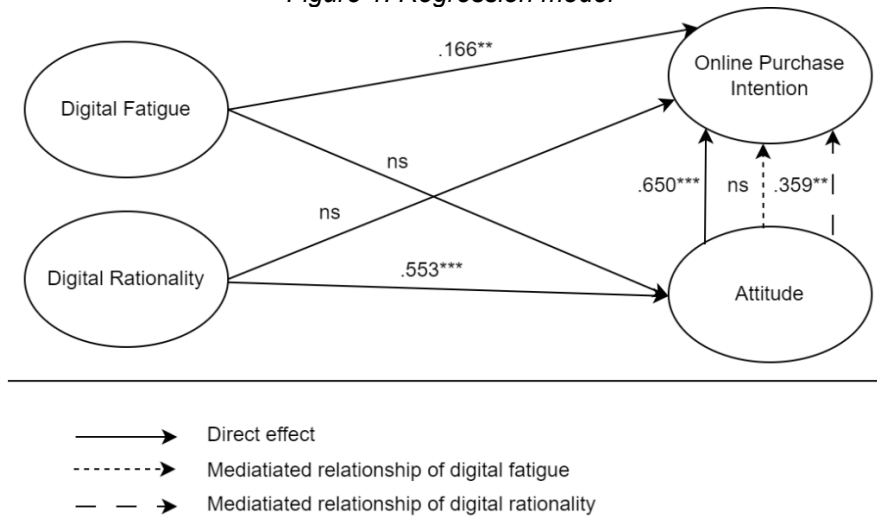 Figure 1. Regression model
.166**
Online Purchase
Intention
Digital Fatigue
ns
.650***
ns
.359**
ns
Digital Rationality
.553***
Attitude
Direct effect
Mediatiated relationship of digital fatigue
Mediatiated relationship of digital rationality